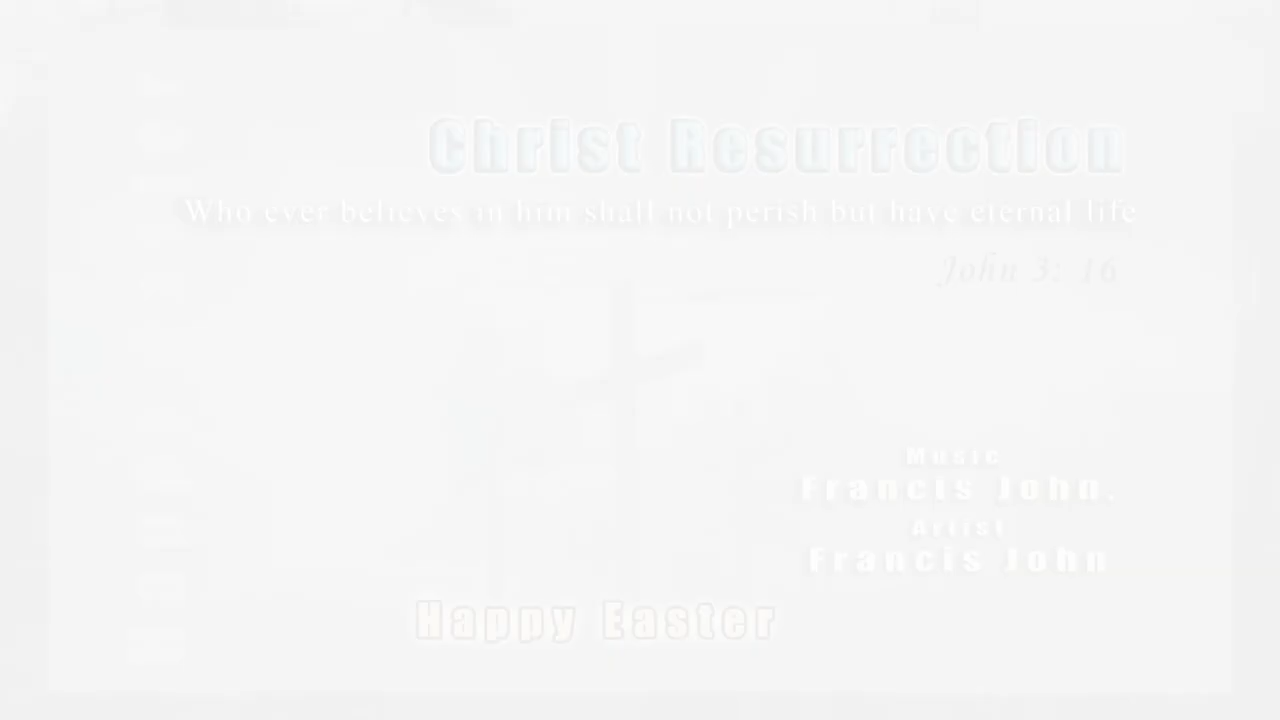 Christ Resurrection
Who ever believes in him shall not perish but have eternal life
John 3: 16
Music
Francis John.
Artist
Francis John
Happy Easter